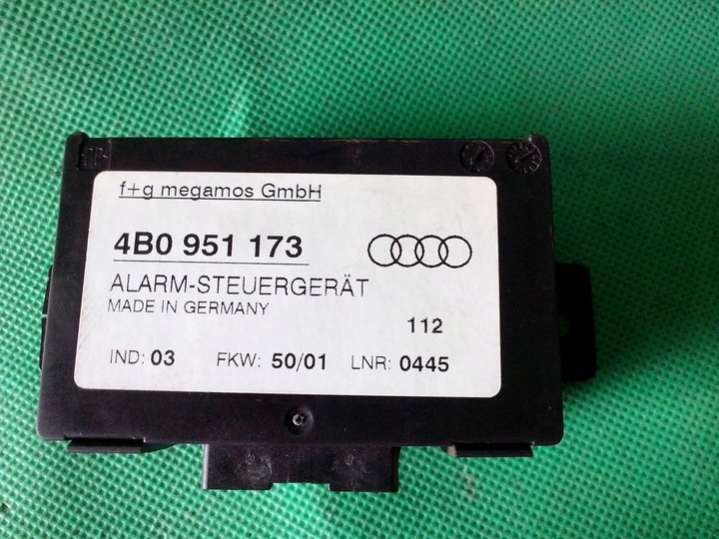 f+g megamos GmbH
4B0 951 173
ALARM-STEUERGERÄT
MADE IN GERMANY
112
IND: 03 FKW: 50/01 LNR: 0445